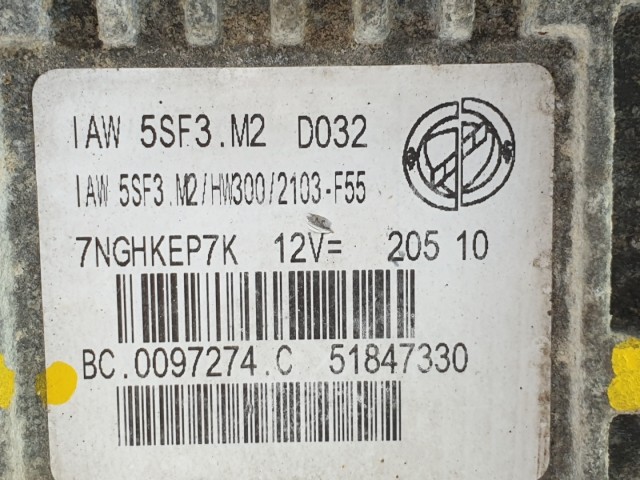 IAW 5SF3.M2 D032
IAW 5SF3.M2/HW300/2103-F55
7NGHKEP7K 12V= 205 10
BC.0097274.C 51847330